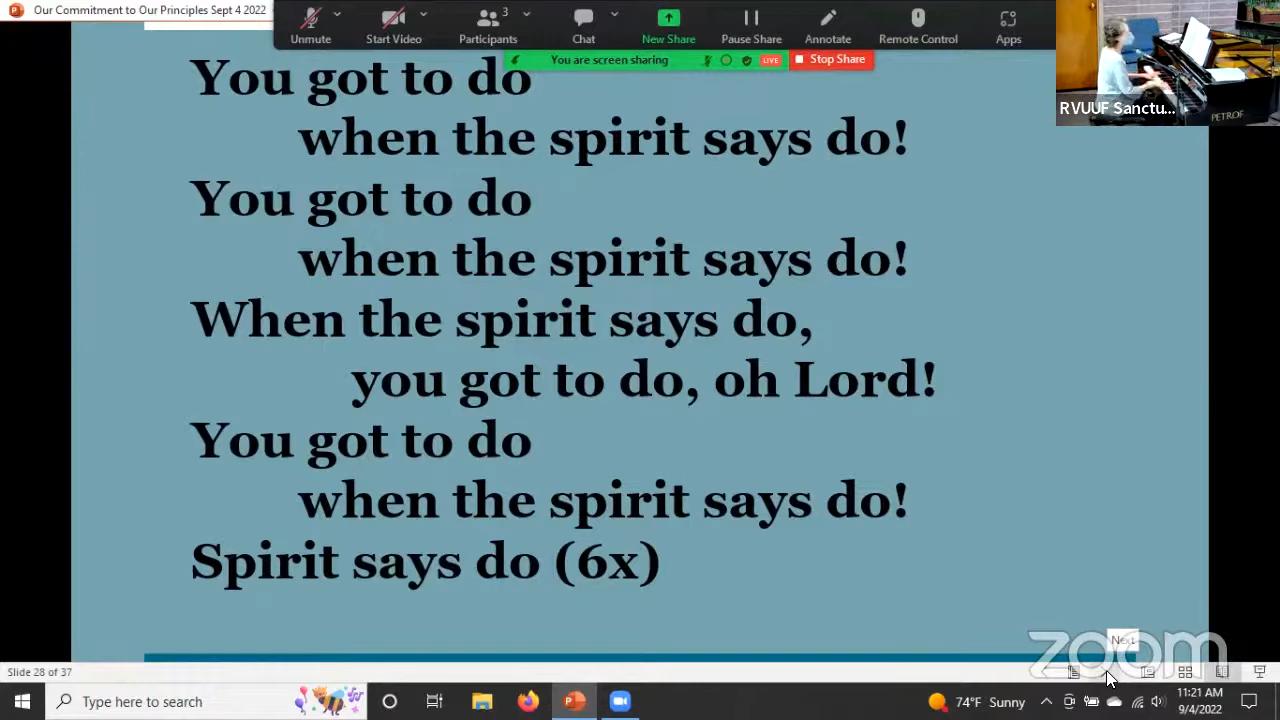 Our Commitment to Our Principles Sept 4 2022
Unmute
Start Video
3
Participants
Chat
New Share
Pause Share
Annotate
Remote Control
Apps
You are screen sharing
LIVE
Stop Share
RVUUF Sanctu...
PETROF
You got to do
when the spirit says do!
You got to do
when the spirit says do!
When the spirit says do,
you got to do, oh Lord!
You got to do
when the spirit says do!
Spirit says do (6x)
Next
zoom
Slide 28 of 37
Type here to search
74°F Sunny
11:21 AM
9/4/2022